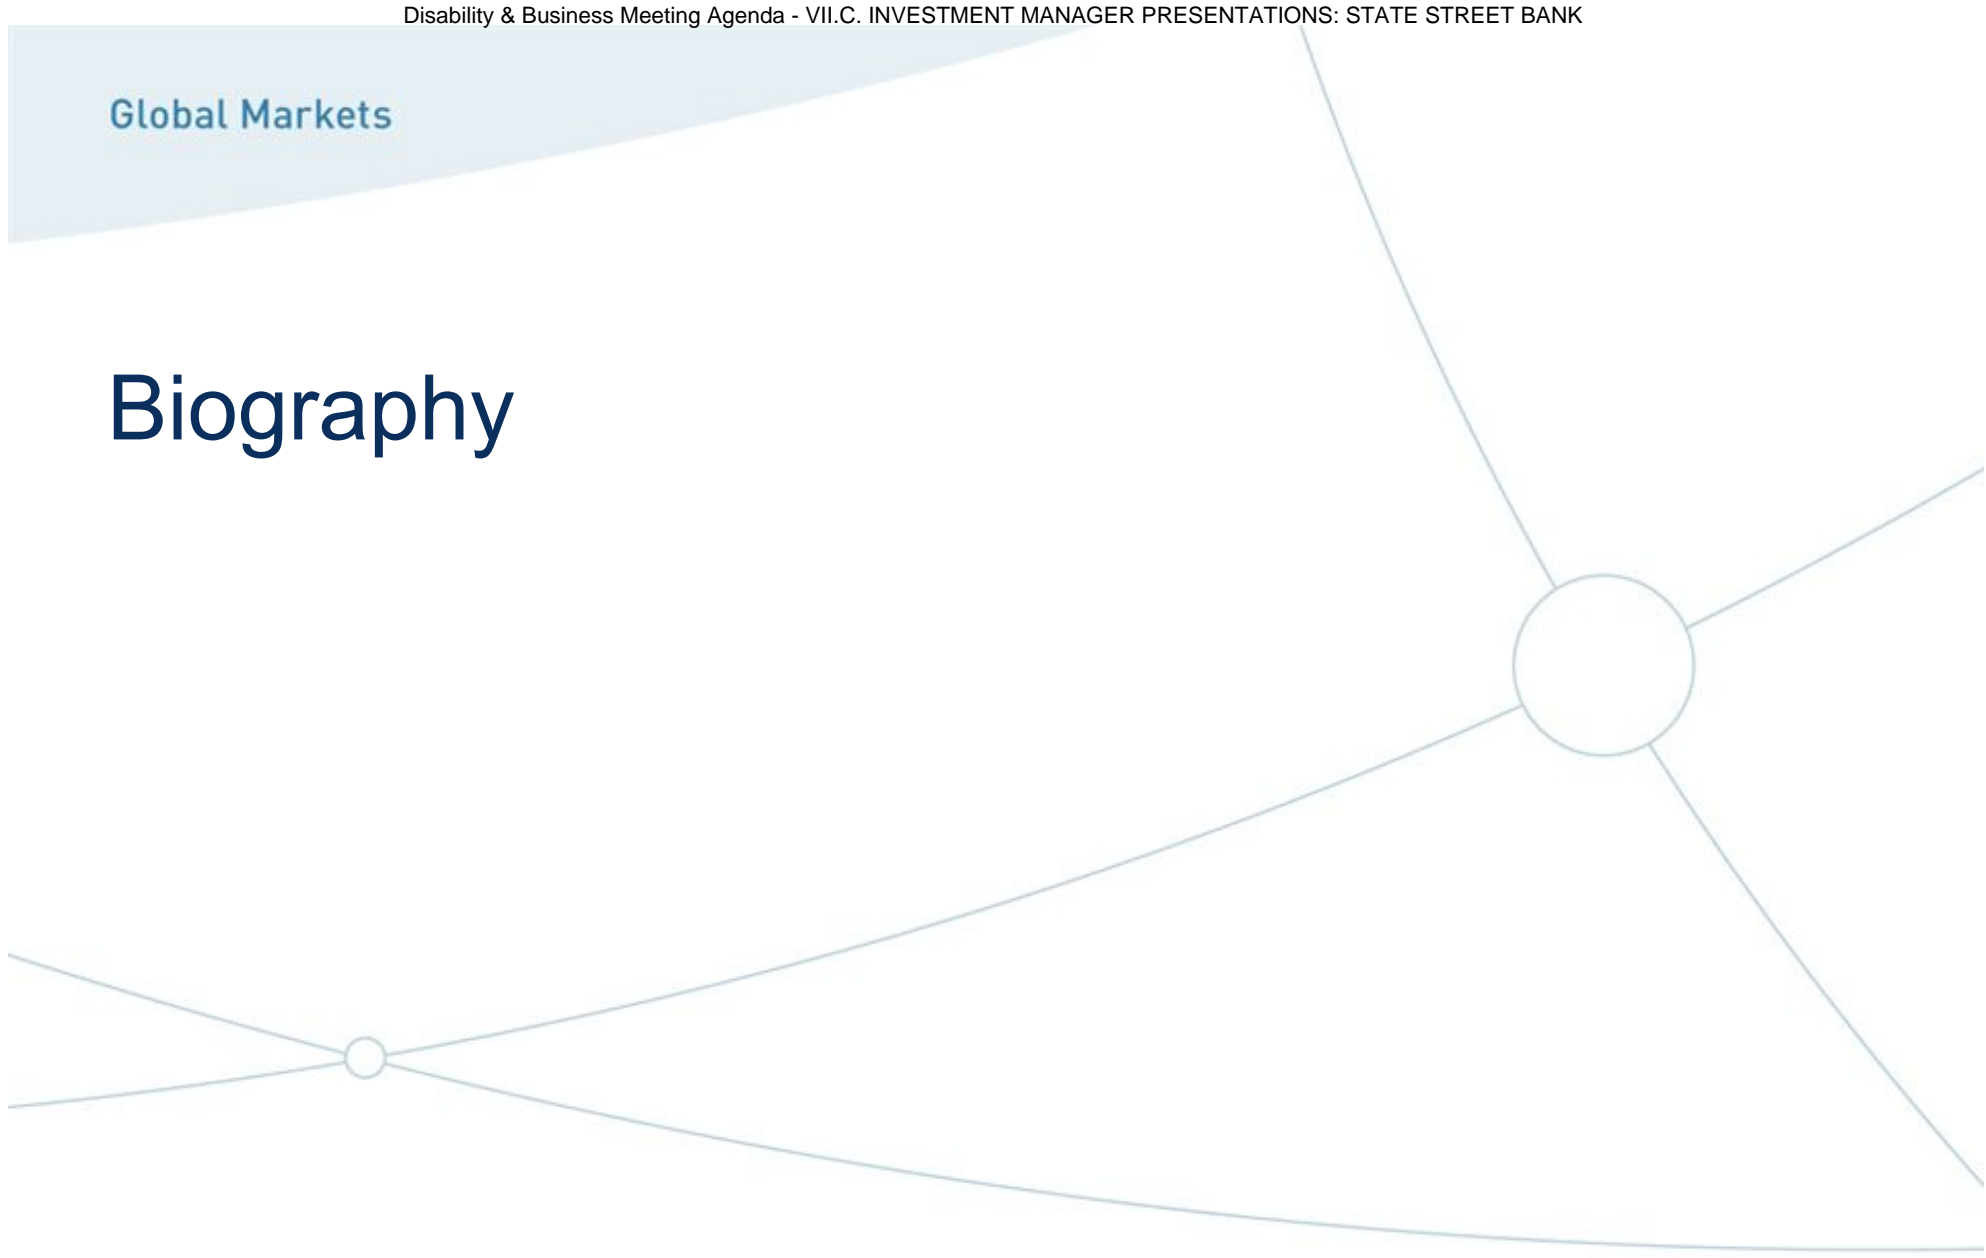 Disability & Business Meeting Agenda - VII.C. INVESTMENT MANAGER PRESENTATIONS: STATE STREET BANK
Global Markets
Biography